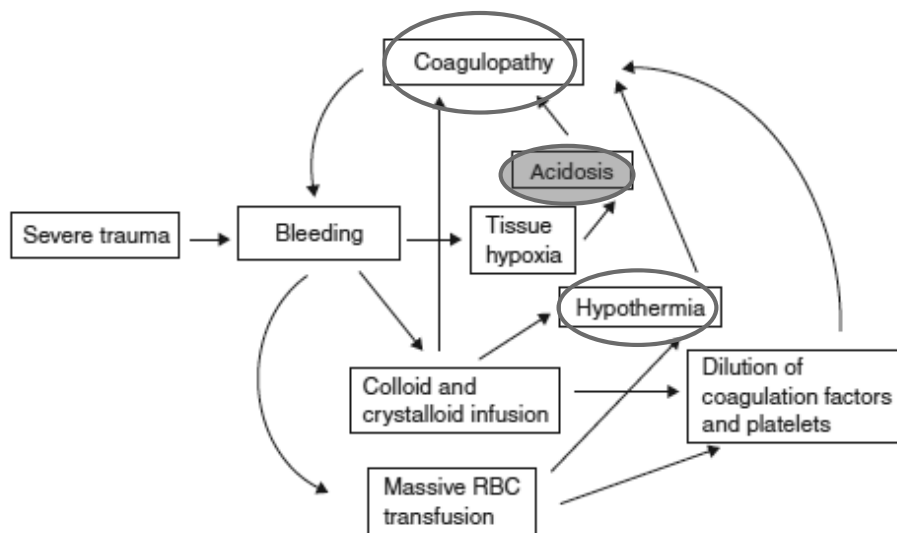 Coagulopathy
Acidosis
Severe trauma
Bleeding
Tissue
hypoxia
Hypothermia
Colloid and
crystalloid infusion
Dilution of
coagulation factors
and platelets
Massive RBC
transfusion